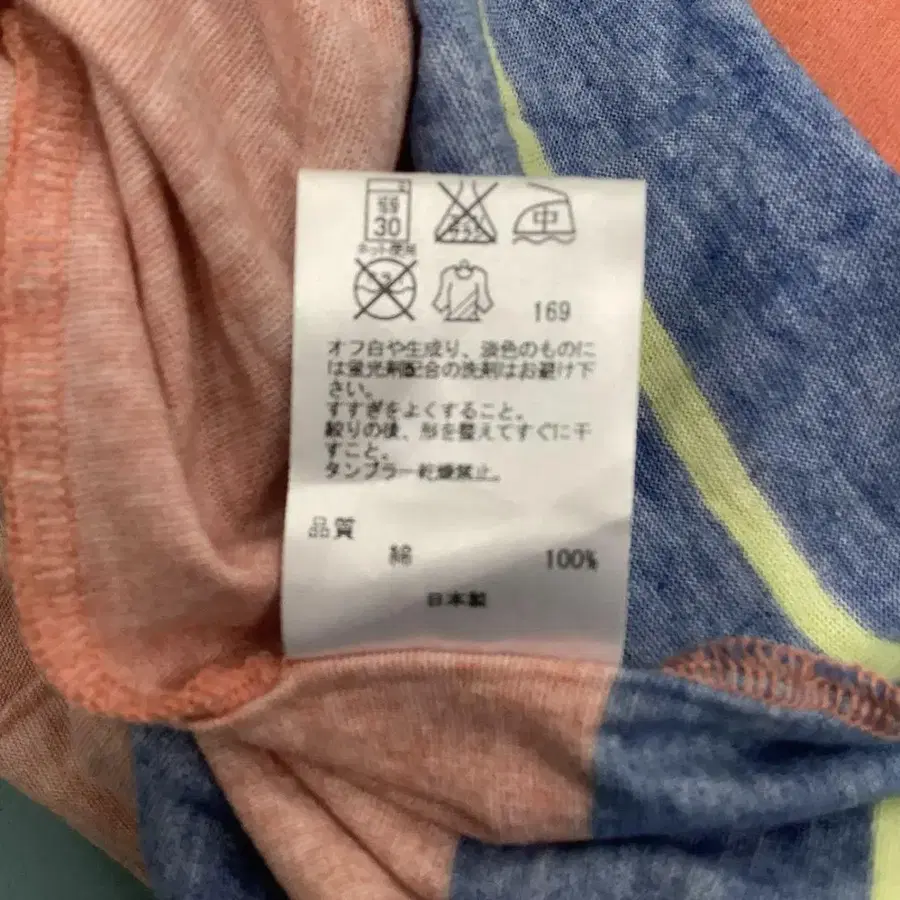 弱
30
中
ネット使用
169
オフ白や生成り、淡色のものに
は蛍光剤配合の洗剤はお避け下
さい。
すすぎをよくすること。
絞りの後、形を整えてすぐに干
すこと。
タンブラー乾燥禁止。
品質
綿 100%
日本製